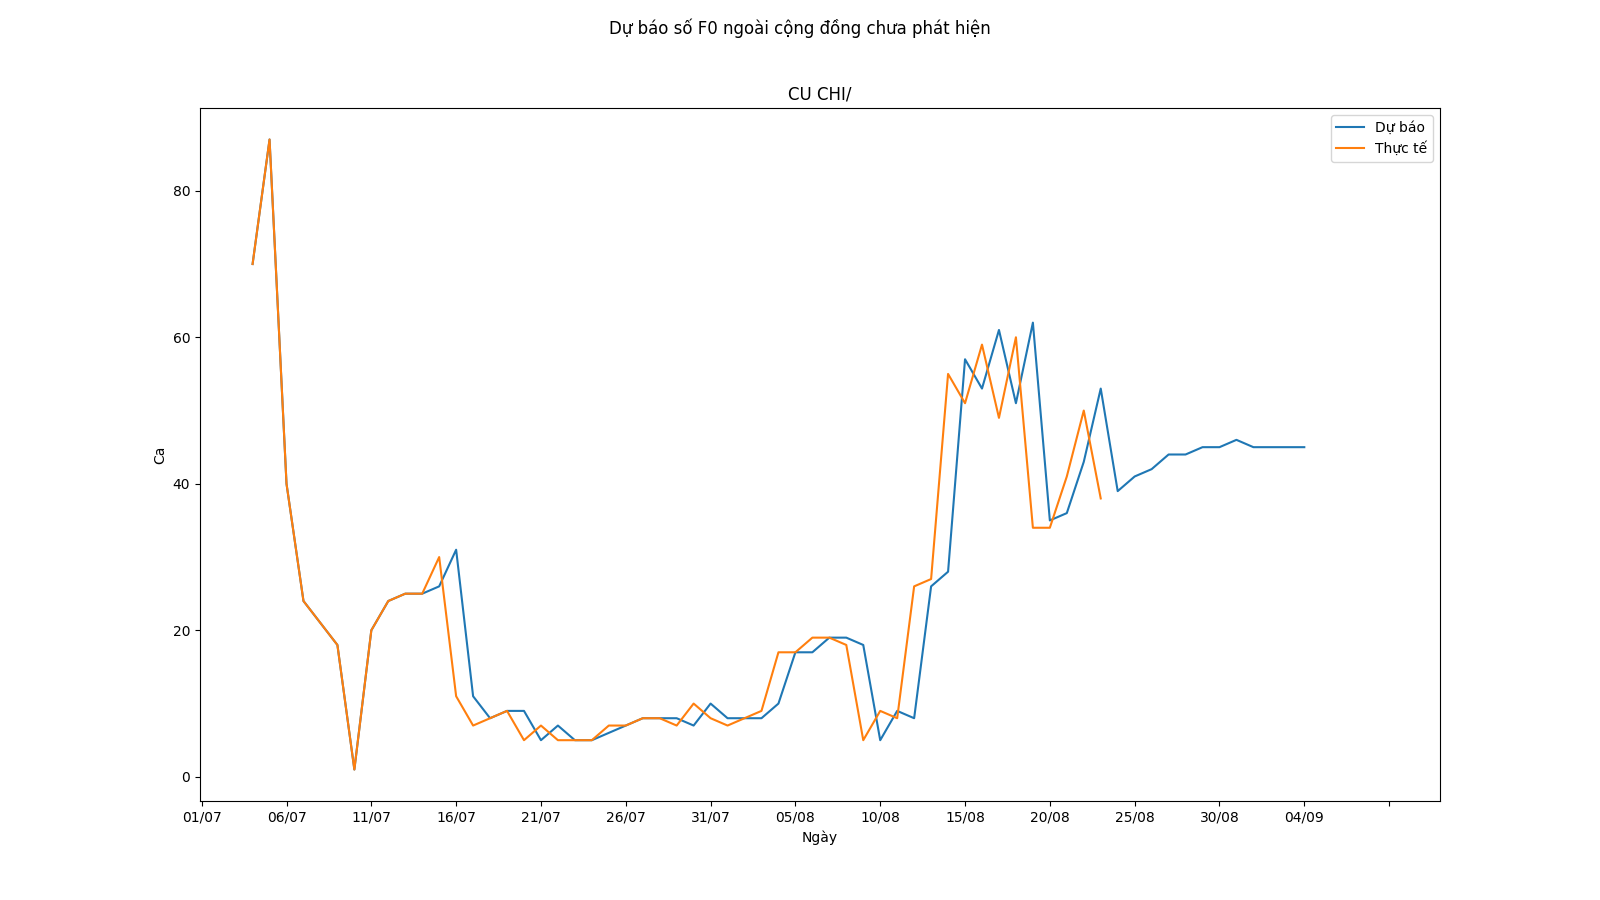 Dự báo số F0 ngoài cộng đồng chưa phát hiện
CU CHI/
Dự báo
Thực tế
80
60
40
20
0
Ca
01/07 06/07 11/07 16/07 21/07 26/07 31/07 05/08 10/08 15/08 20/08 25/08 30/08 04/09
Ngày